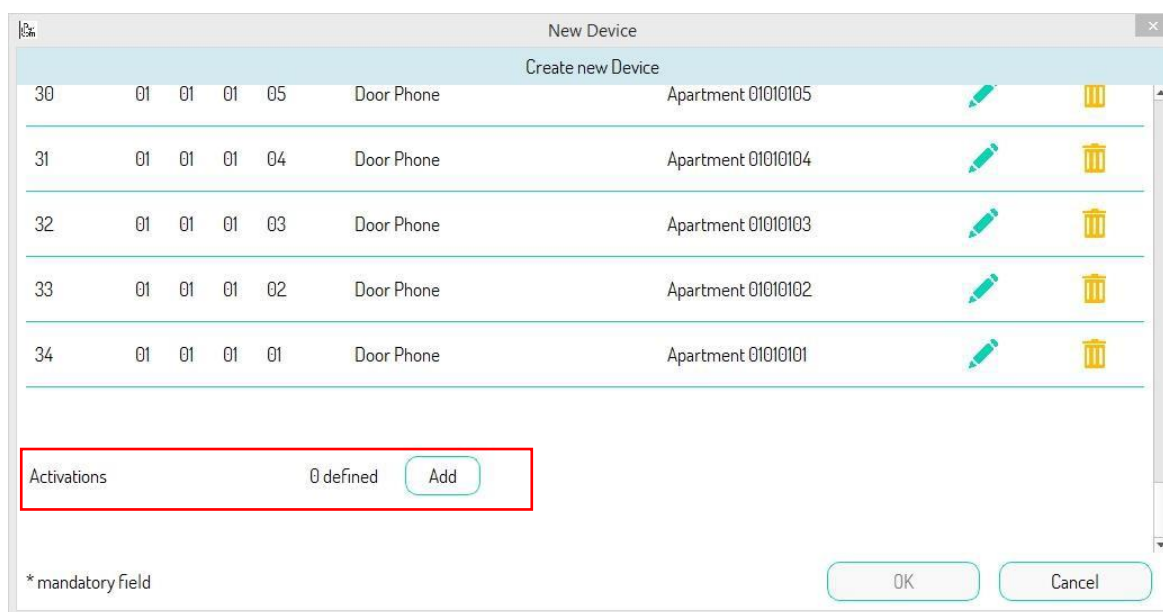 New Device
Create new Device
30 01 01 01 05 Door Phone Apartment 01010105
31 01 01 01 04 Door Phone Apartment 01010104
32 01 01 01 03 Door Phone Apartment 01010103
33 01 01 01 02 Door Phone Apartment 01010102
34 01 01 01 01 Door Phone Apartment 01010101
Activations 0 defined Add
* mandatory field OK Cancel